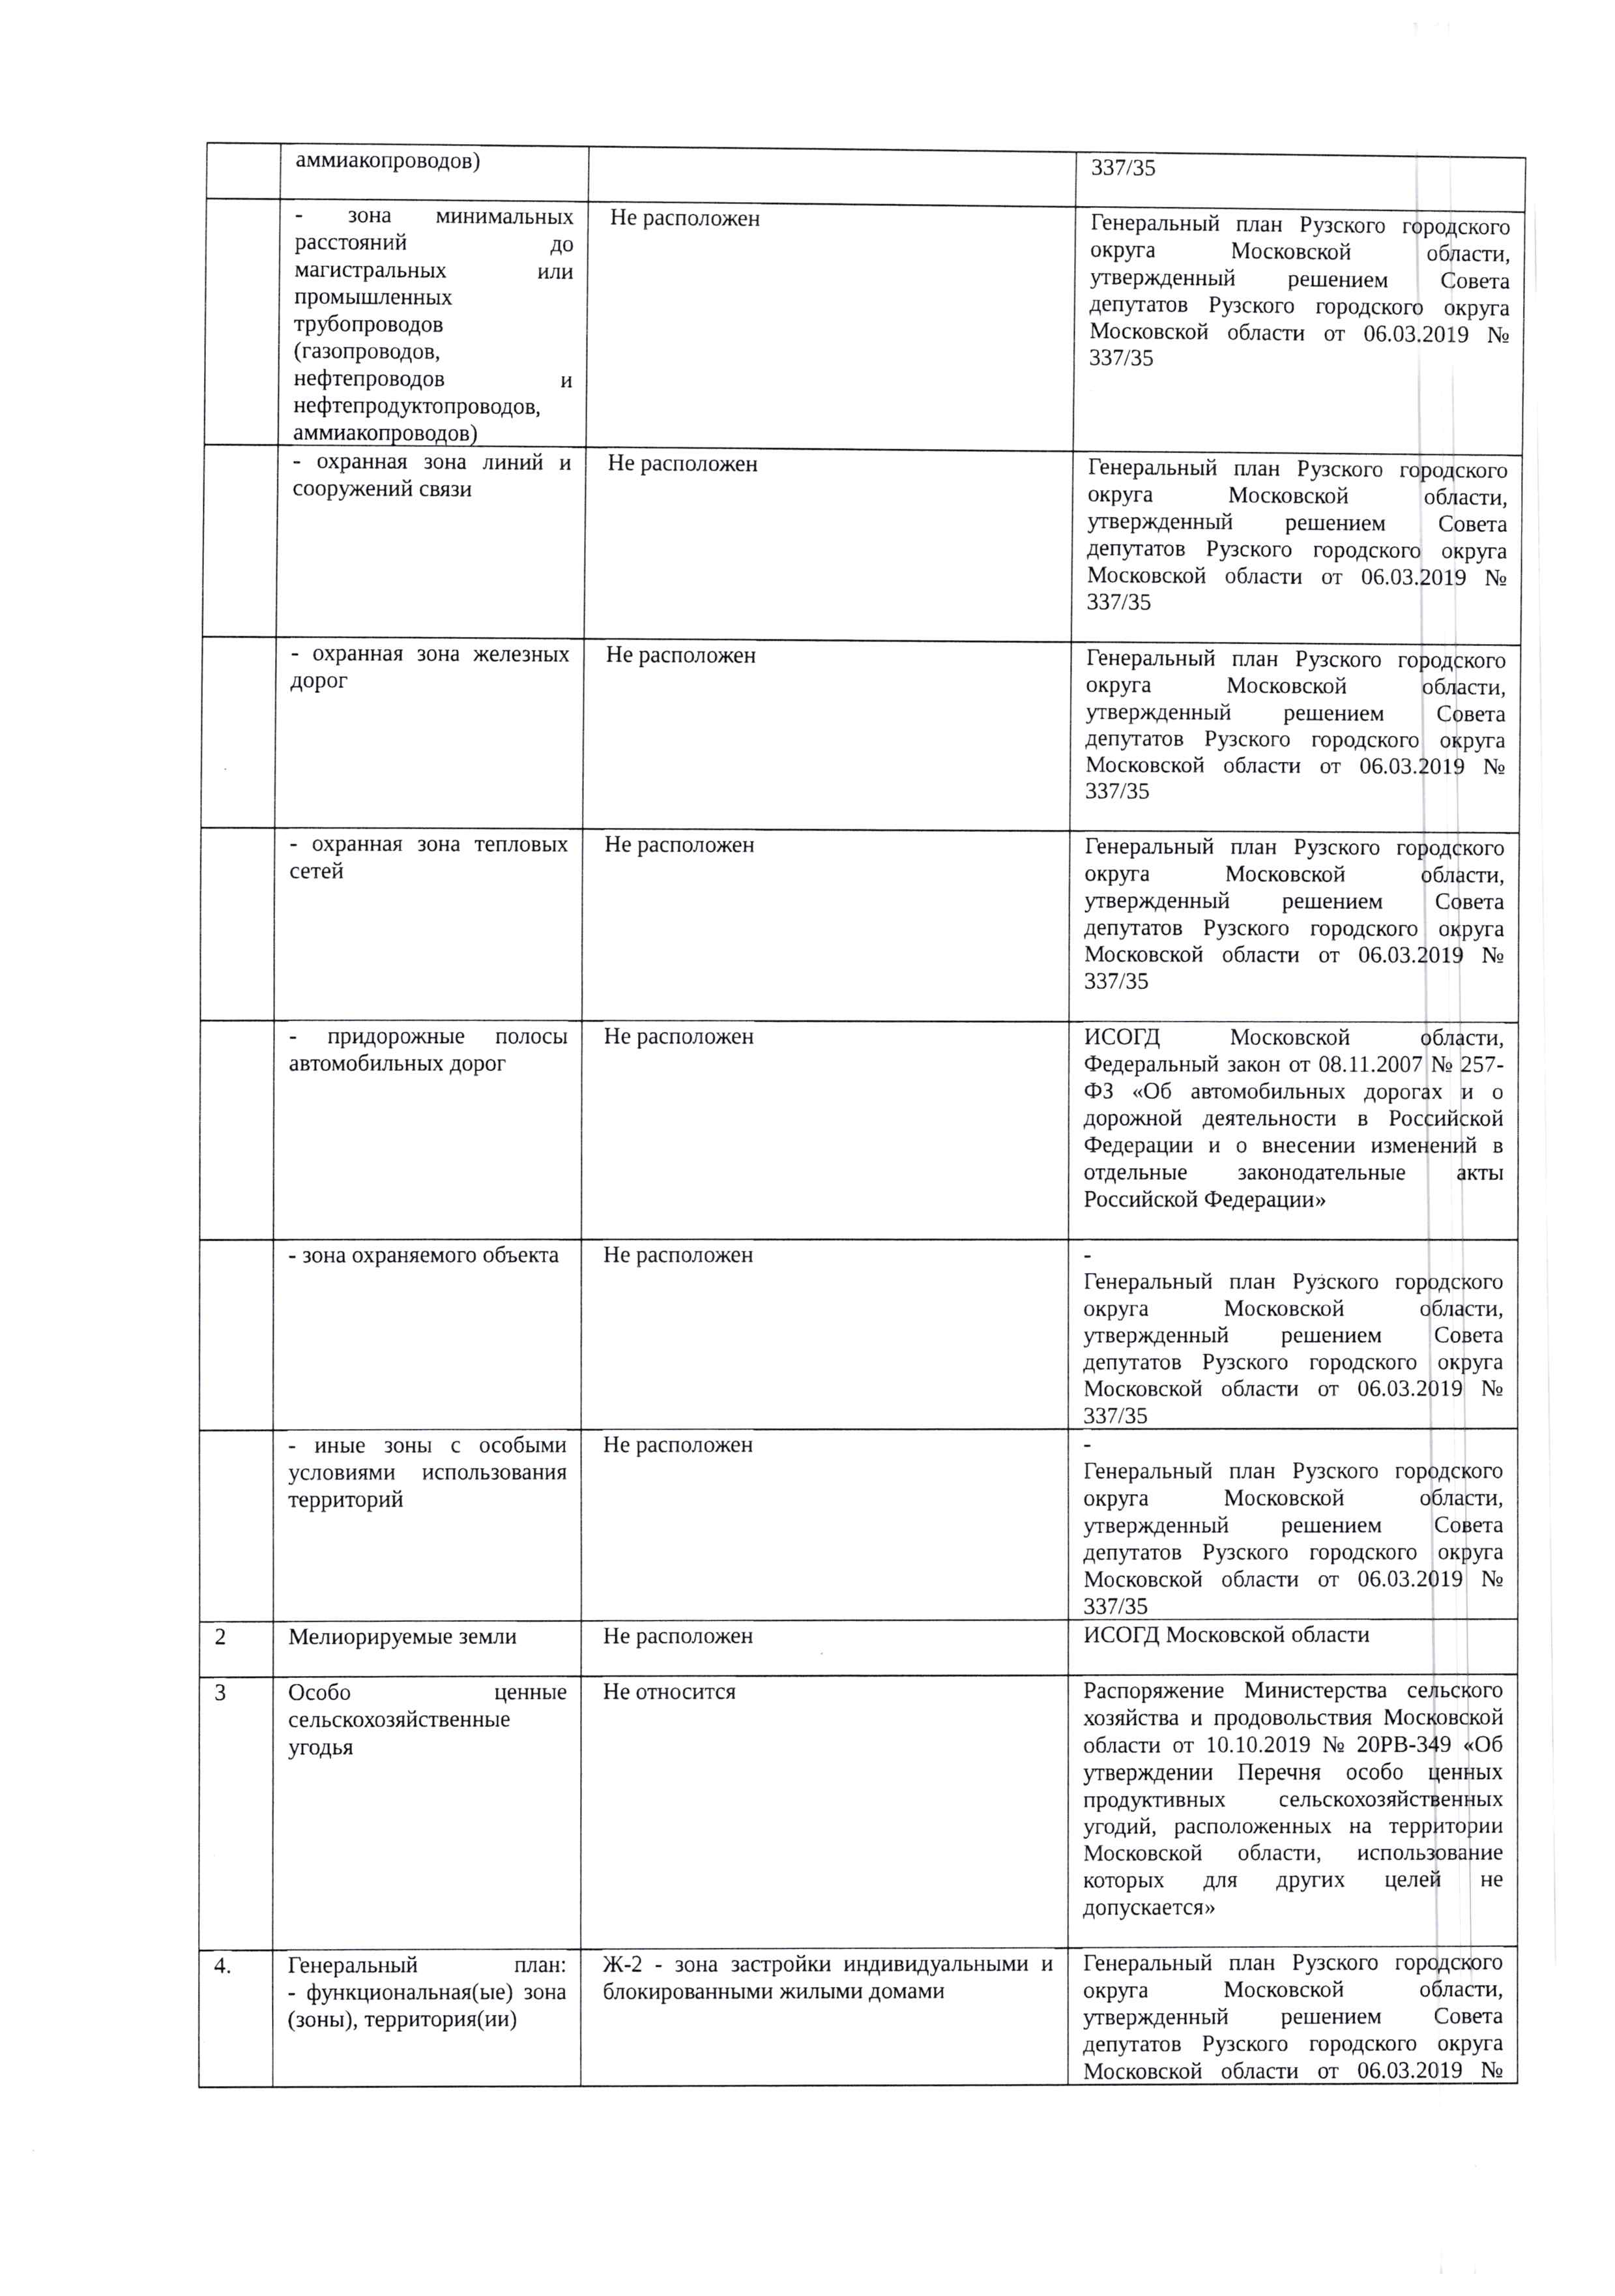 аммиакопроводов)
337/35
- зона минимальных
расстояний до
магистральных или
промышленных
трубопроводов
(газопроводов,
нефтепроводов и
нефтепродуктопроводов,
аммиакопроводов)
Не расположен
Генеральный план Рузского городского
округа Московской области,
утвержденный решением Совета
депутатов Рузского городского округа
Московской области от 06.03.2019 №
337/35
- охранная зона линий и
сооружений связи
Не расположен
Генеральный план Рузского городского
округа Московской области,
утвержденный решением Совета
депутатов Рузского городского округа
Московской области от 06.03.2019 №
337/35
- охранная зона железных
дорог
Не расположен
Генеральный план Рузского городского
округа Московской области,
утвержденный решением Совета
депутатов Рузского городского округа
Московской области от 06.03.2019 №
337/35
- охранная зона тепловых
сетей
Не расположен
Генеральный план Рузского городского
округа Московской области,
утвержденный решением Совета
депутатов Рузского городского округа
Московской области от 06.03.2019 №
337/35
- придорожные полосы
автомобильных дорог
Не расположен
ИСОГД Московской области,
Федеральный закон от 08.11.2007 № 257-
ФЗ «Об автомобильных дорогах и о
дорожной деятельности в Российской
Федерации и о внесении изменений в
отдельные законодательные акты
Российской Федерации»
- зона охраняемого объекта
Не расположен
-
Генеральный план Рузского городского
округа Московской области,
утвержденный решением Совета
депутатов Рузского городского округа
Московской области от 06.03.2019 №
337/35
- иные зоны с особыми
условиями использования
территорий
Не расположен
-
Генеральный план Рузского городского
округа Московской области,
утвержденный решением Совета
депутатов Рузского городского округа
Московской области от 06.03.2019 №
337/35
2
Мелиорируемые земли
Не расположен
ИСОГД Московской области
3
Особо ценные
сельскохозяйственные
угодья
Не относится
Распоряжение Министерства сельского
хозяйства и продовольствия Московской
области от 10.10.2019 № 20РВ-349 «Об
утверждении Перечня особо ценных
продуктивных сельскохозяйственных
угодий, расположенных на территории
Московской области, использование
которых для других целей не
допускается»
4.
Генеральный план:
- функциональная(ые) зона
(зоны), территория(ии)
Ж-2 - зона застройки индивидуальными и
блокированными жилыми домами
Генеральный план Рузского городского
округа Московской области,
утвержденный решением Совета
депутатов Рузского городского округа
Московской области от 06.03.2019 №